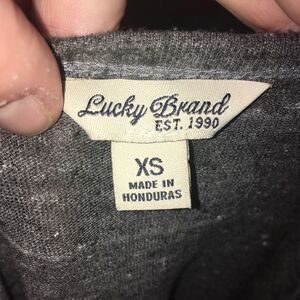 Lucky Brand
EST. 1990
XS
MADE IN
HONDURAS